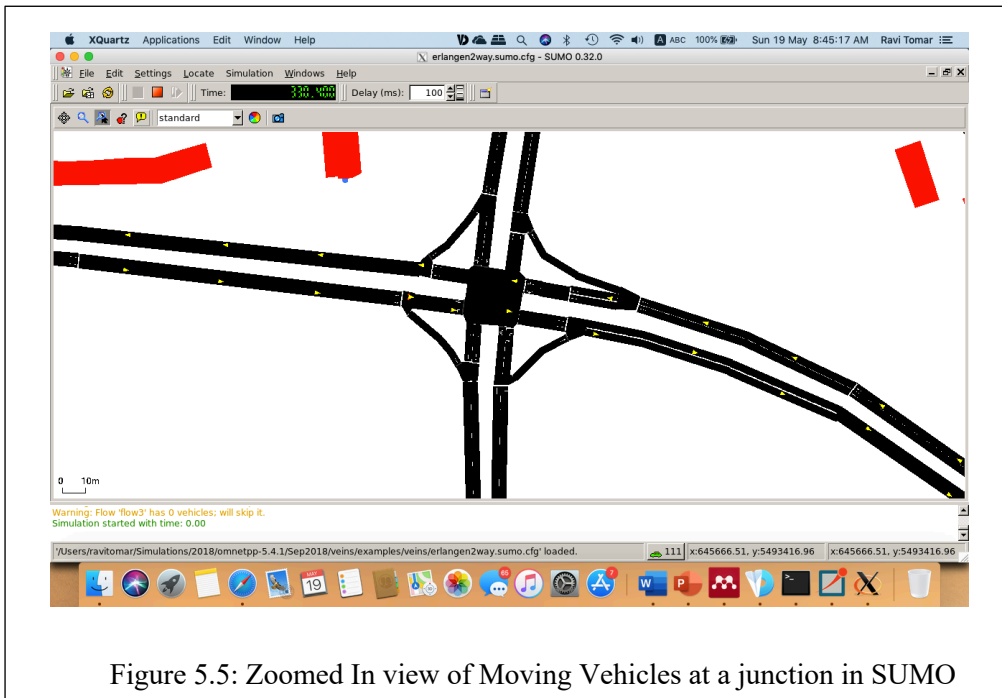 XQuartz Applications Edit Window Help ABC 100% Sun 19 May 8:45:17 AM Ravi Tomar
erlangen2way.sumo.cfg - SUMO 0.32.0
File Edit Settings Locate Simulation Windows Help
Time: 330.400 Delay (ms): 100
standard
0 10m
Warning: Flow 'flow3' has 0 vehicles; will skip it.
Simulation started with time: 0.00
'/Users/ravitomar/Simulations/2018/omnetpp-5.4.1/Sep2018/veins/examples/veins/erlangen2way.sumo.cfg' loaded. 111 x:645666.51, y:5493416.96 x:645666.51, y:5493416.96
Figure 5.5: Zoomed In view of Moving Vehicles at a junction in SUMO